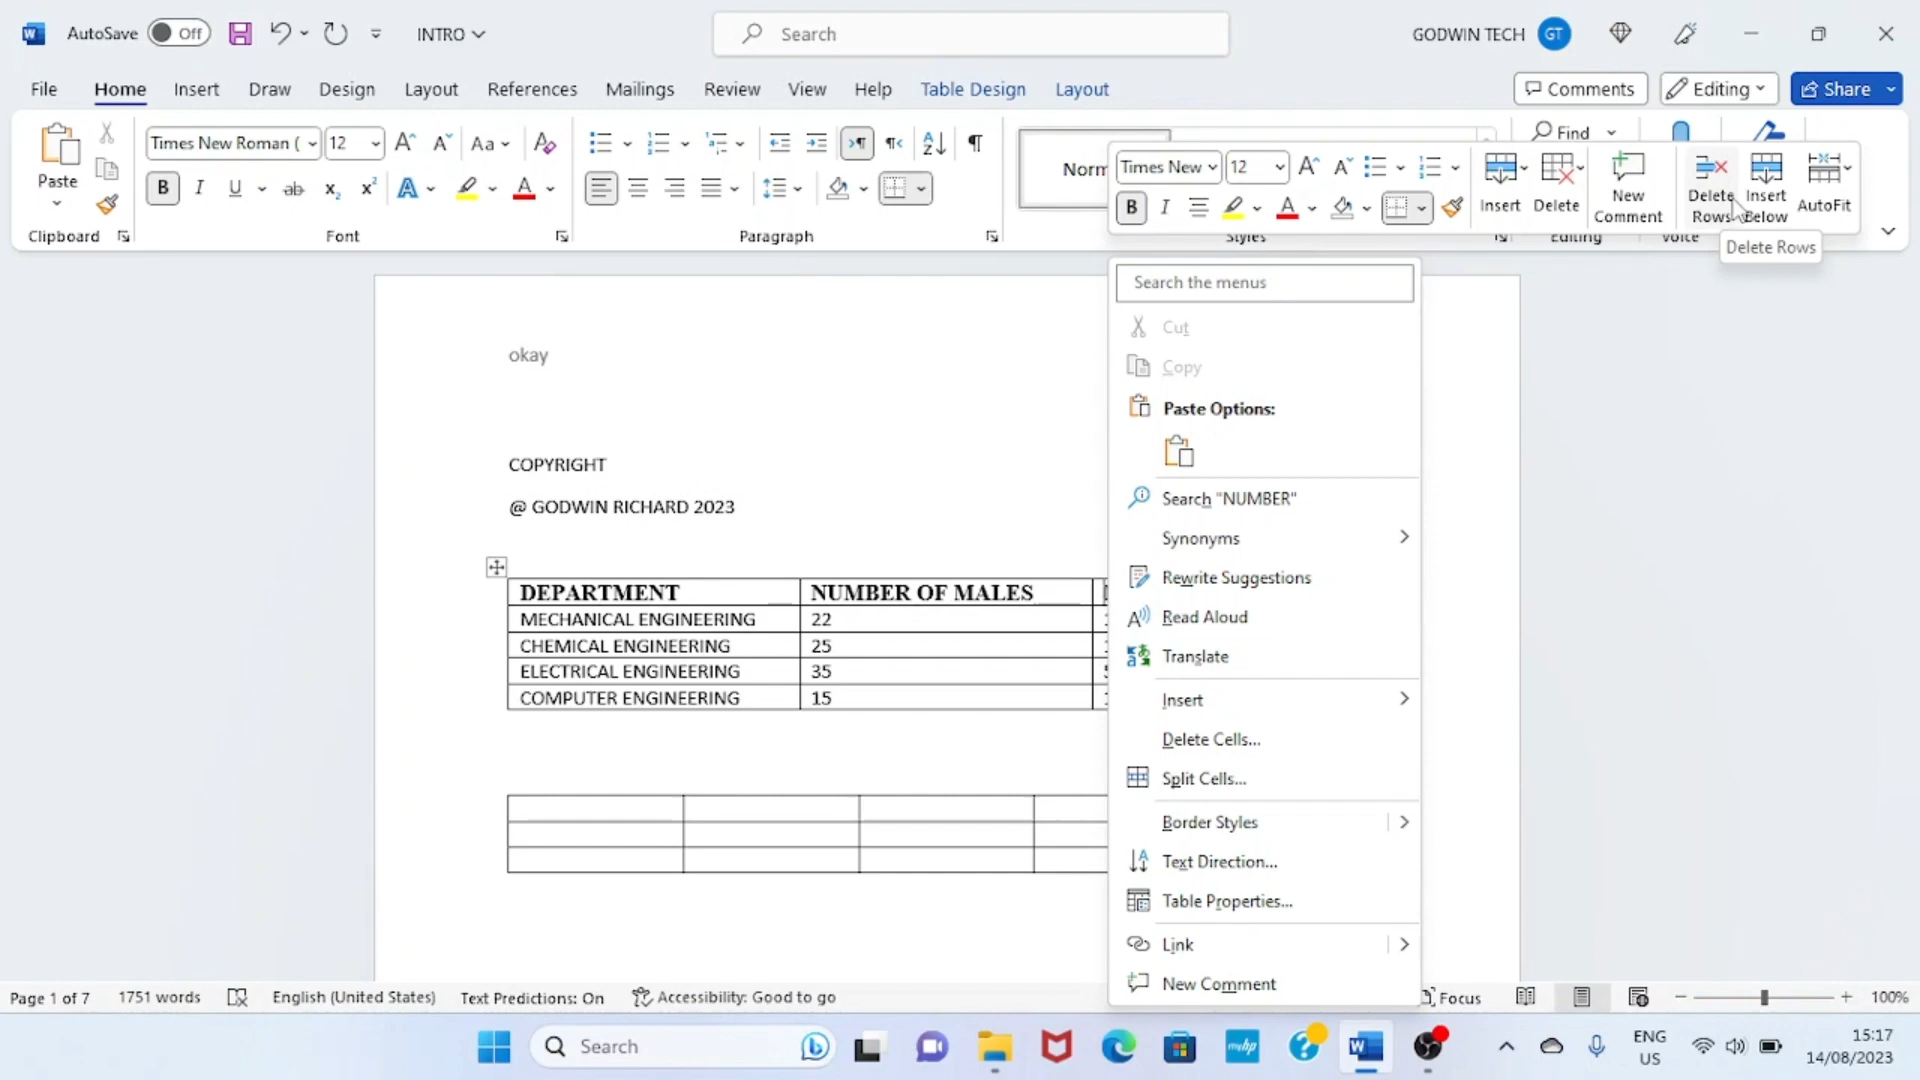 AutoSave Off INTRO Search GODWIN TECH GT
File Home Insert Draw Design Layout References Mailings Review View Help Table Design Layout Comments Editing Share
Paste Times New Roman ( 12 Aa Norm Find
B I U ab x₂ x² A A
Clipboard Font Paragraph Styles Editing Voice
Times New 12
B I A
Insert Delete New Comment Delete Rows Insert Below AutoFit
Delete Rows
Search the menus
Cut
Copy
Paste Options:
Search "NUMBER"
Synonyms
Rewrite Suggestions
Read Aloud
Translate
Insert
Delete Cells...
Split Cells...
Border Styles
Text Direction...
Table Properties...
Link
New Comment
okay
COPYRIGHT
@ GODWIN RICHARD 2023
DEPARTMENT NUMBER OF MALES
MECHANICAL ENGINEERING 22
CHEMICAL ENGINEERING 25
ELECTRICAL ENGINEERING 35
COMPUTER ENGINEERING 15
Page 1 of 7 1751 words English (United States) Text Predictions: On Accessibility: Good to go Focus 100%
Search myhp ENG US 15:17
14/08/2023